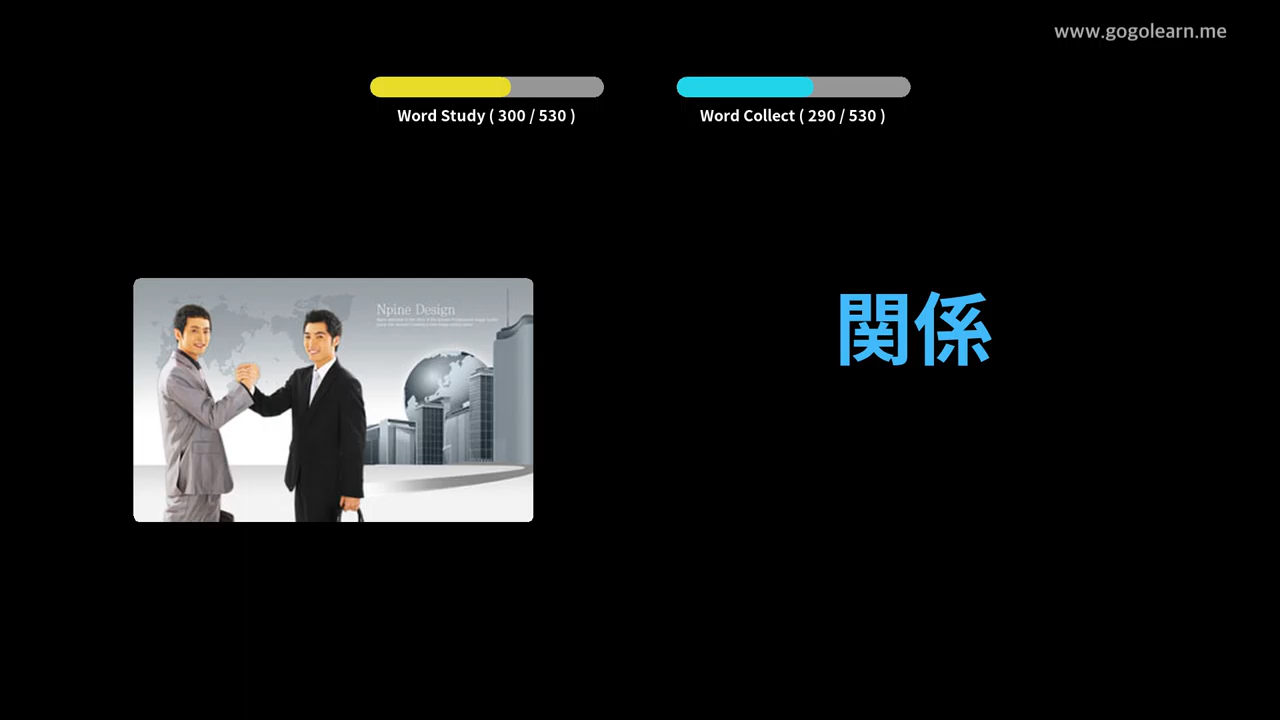 www.gogolearn.me
Word Study ( 300 / 530 )
Word Collect ( 290 / 530 )
Npine Design
関係